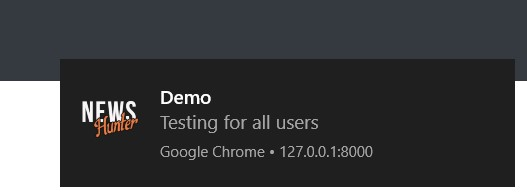 NEWS
Hunter
Demo
Testing for all users
Google Chrome • 127.0.0.1:8000